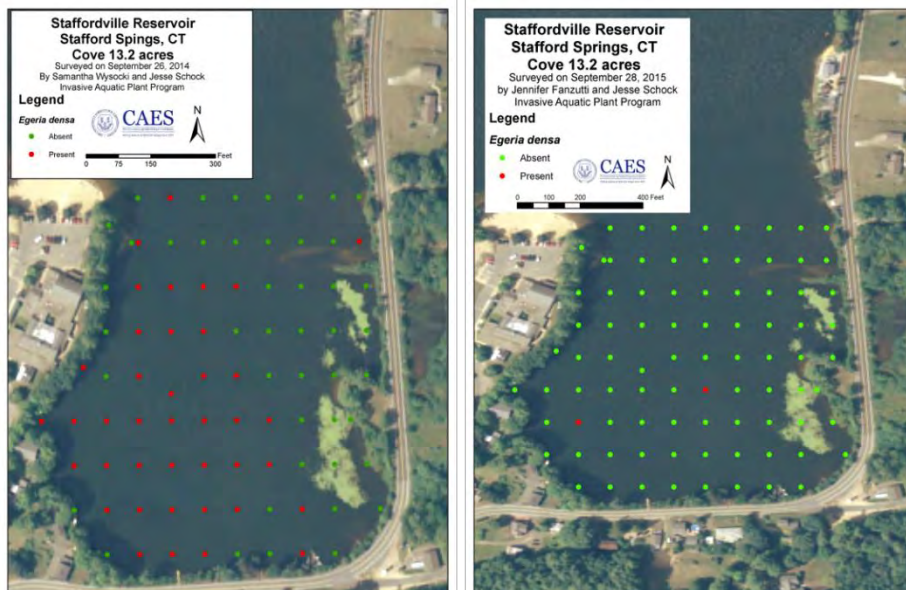 Staffordville Reservoir
Stafford Springs, CT
Cove 13.2 acres
Surveyed on September 26, 2014
By Samantha Wysocki and Jesse Schock
Invasive Aquatic Plant Program
Legend
N
Egeria densa
CAES
Absent
Present
Feet
0 75 150 300
Staffordville Reservoir
Stafford Springs, CT
Cove 13.2 acres
Surveyed on September 28, 2015
by Jennifer Fanzutti and Jesse Schock
Invasive Aquatic Plant Program
Legend
Egeria densa
N
Absent
CAES
Present
0 100 200 400 Feet